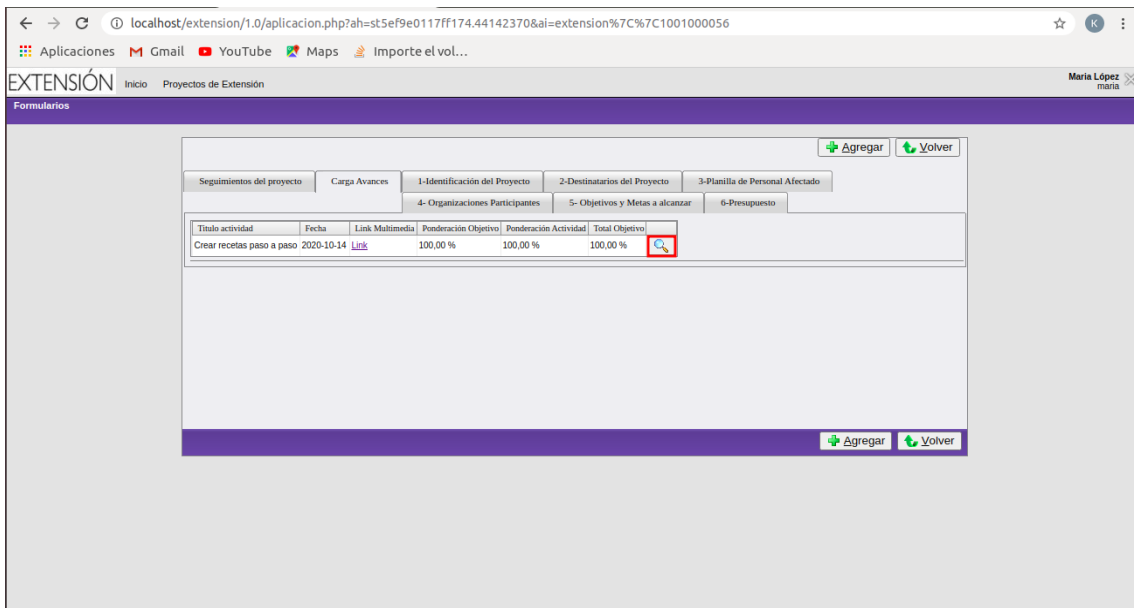 localhost/extension/1.0/aplicacion.php?ah=st5ef9e0117ff174.44142370&ai=extension%7C%7C1001000056
K
Aplicaciones Gmail YouTube Maps Importe el vol...
EXTENSIÓN Inicio Proyectos de Extensión Maria López
maria
Formularios
Agregar Volver
Seguimientos del proyecto Carga Avances 1-Identificación del Proyecto 2-Destinatarios del Proyecto 3-Planilla de Personal Afectado
4- Organizaciones Participantes 5- Objetivos y Metas a alcanzar 6-Presupuesto
Titulo actividad Fecha Link Multimedia Ponderación Objetivo Ponderación Actividad Total Objetivo
Crear recetas paso a paso 2020-10-14 Link 100,00 % 100,00 % 100,00 %
Agregar Volver